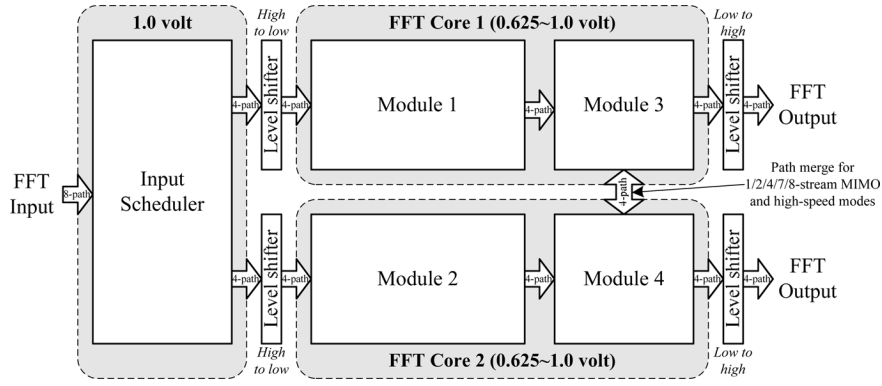 1.0 volt
High
to low
FFT Core 1 (0.625~1.0 volt)
Low to
high
4-path
Level shifter
4-path
Module 1
4-path
Module 3
4-path
Level shifter
4-path
FFT
Output
FFT
Input
8-path
Input
Scheduler
4-path
Path merge for
1/2/4/7/8-stream MIMO
and high-speed modes
4-path
Level shifter
4-path
Module 2
4-path
Module 4
4-path
Level shifter
4-path
FFT
Output
High
to low
FFT Core 2 (0.625~1.0 volt)
Low to
high